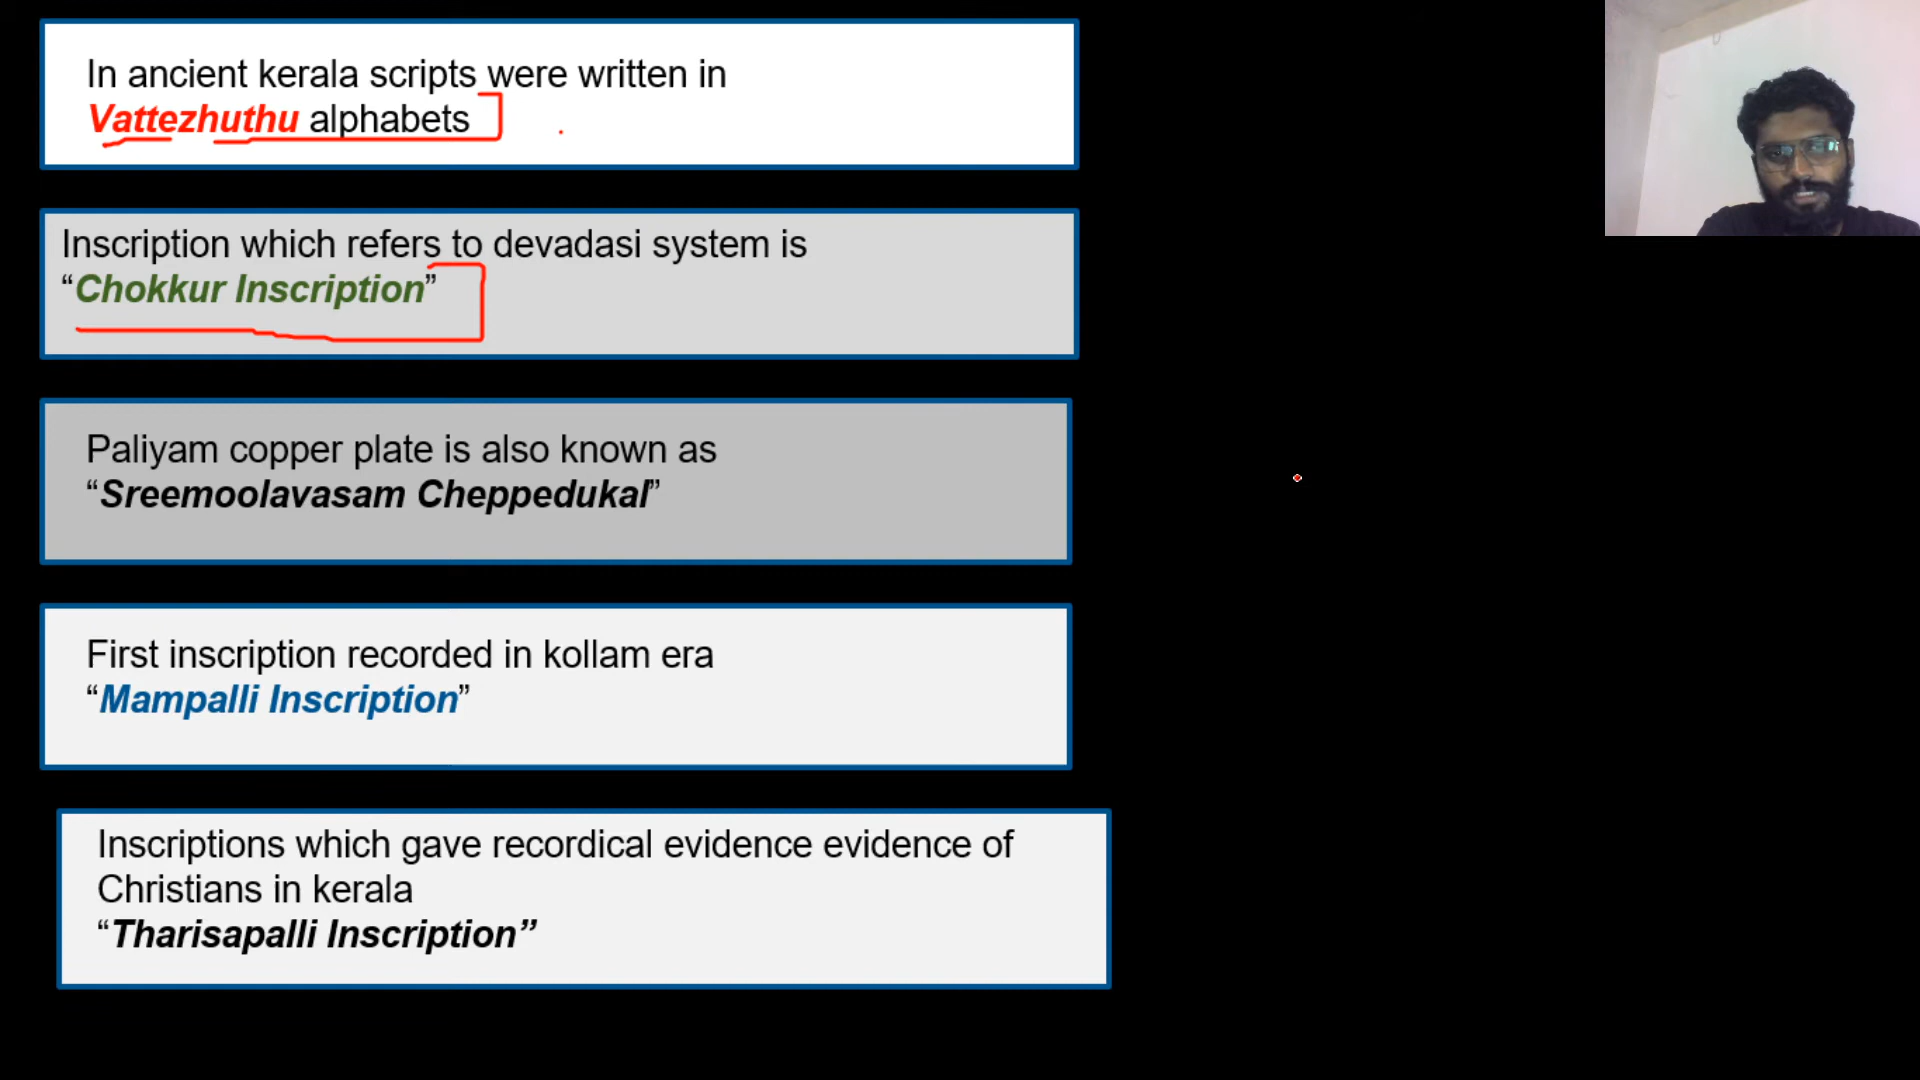 In ancient kerala scripts were written in
Vattezhuthu alphabets
Inscription which refers to devadasi system is
“Chokkur Inscription”
Paliyam copper plate is also known as
“Sreemoolavasam Cheppedukal”
First inscription recorded in kollam era
“Mampalli Inscription”
Inscriptions which gave recordical evidence evidence of
Christians in kerala
“Tharisapalli Inscription”